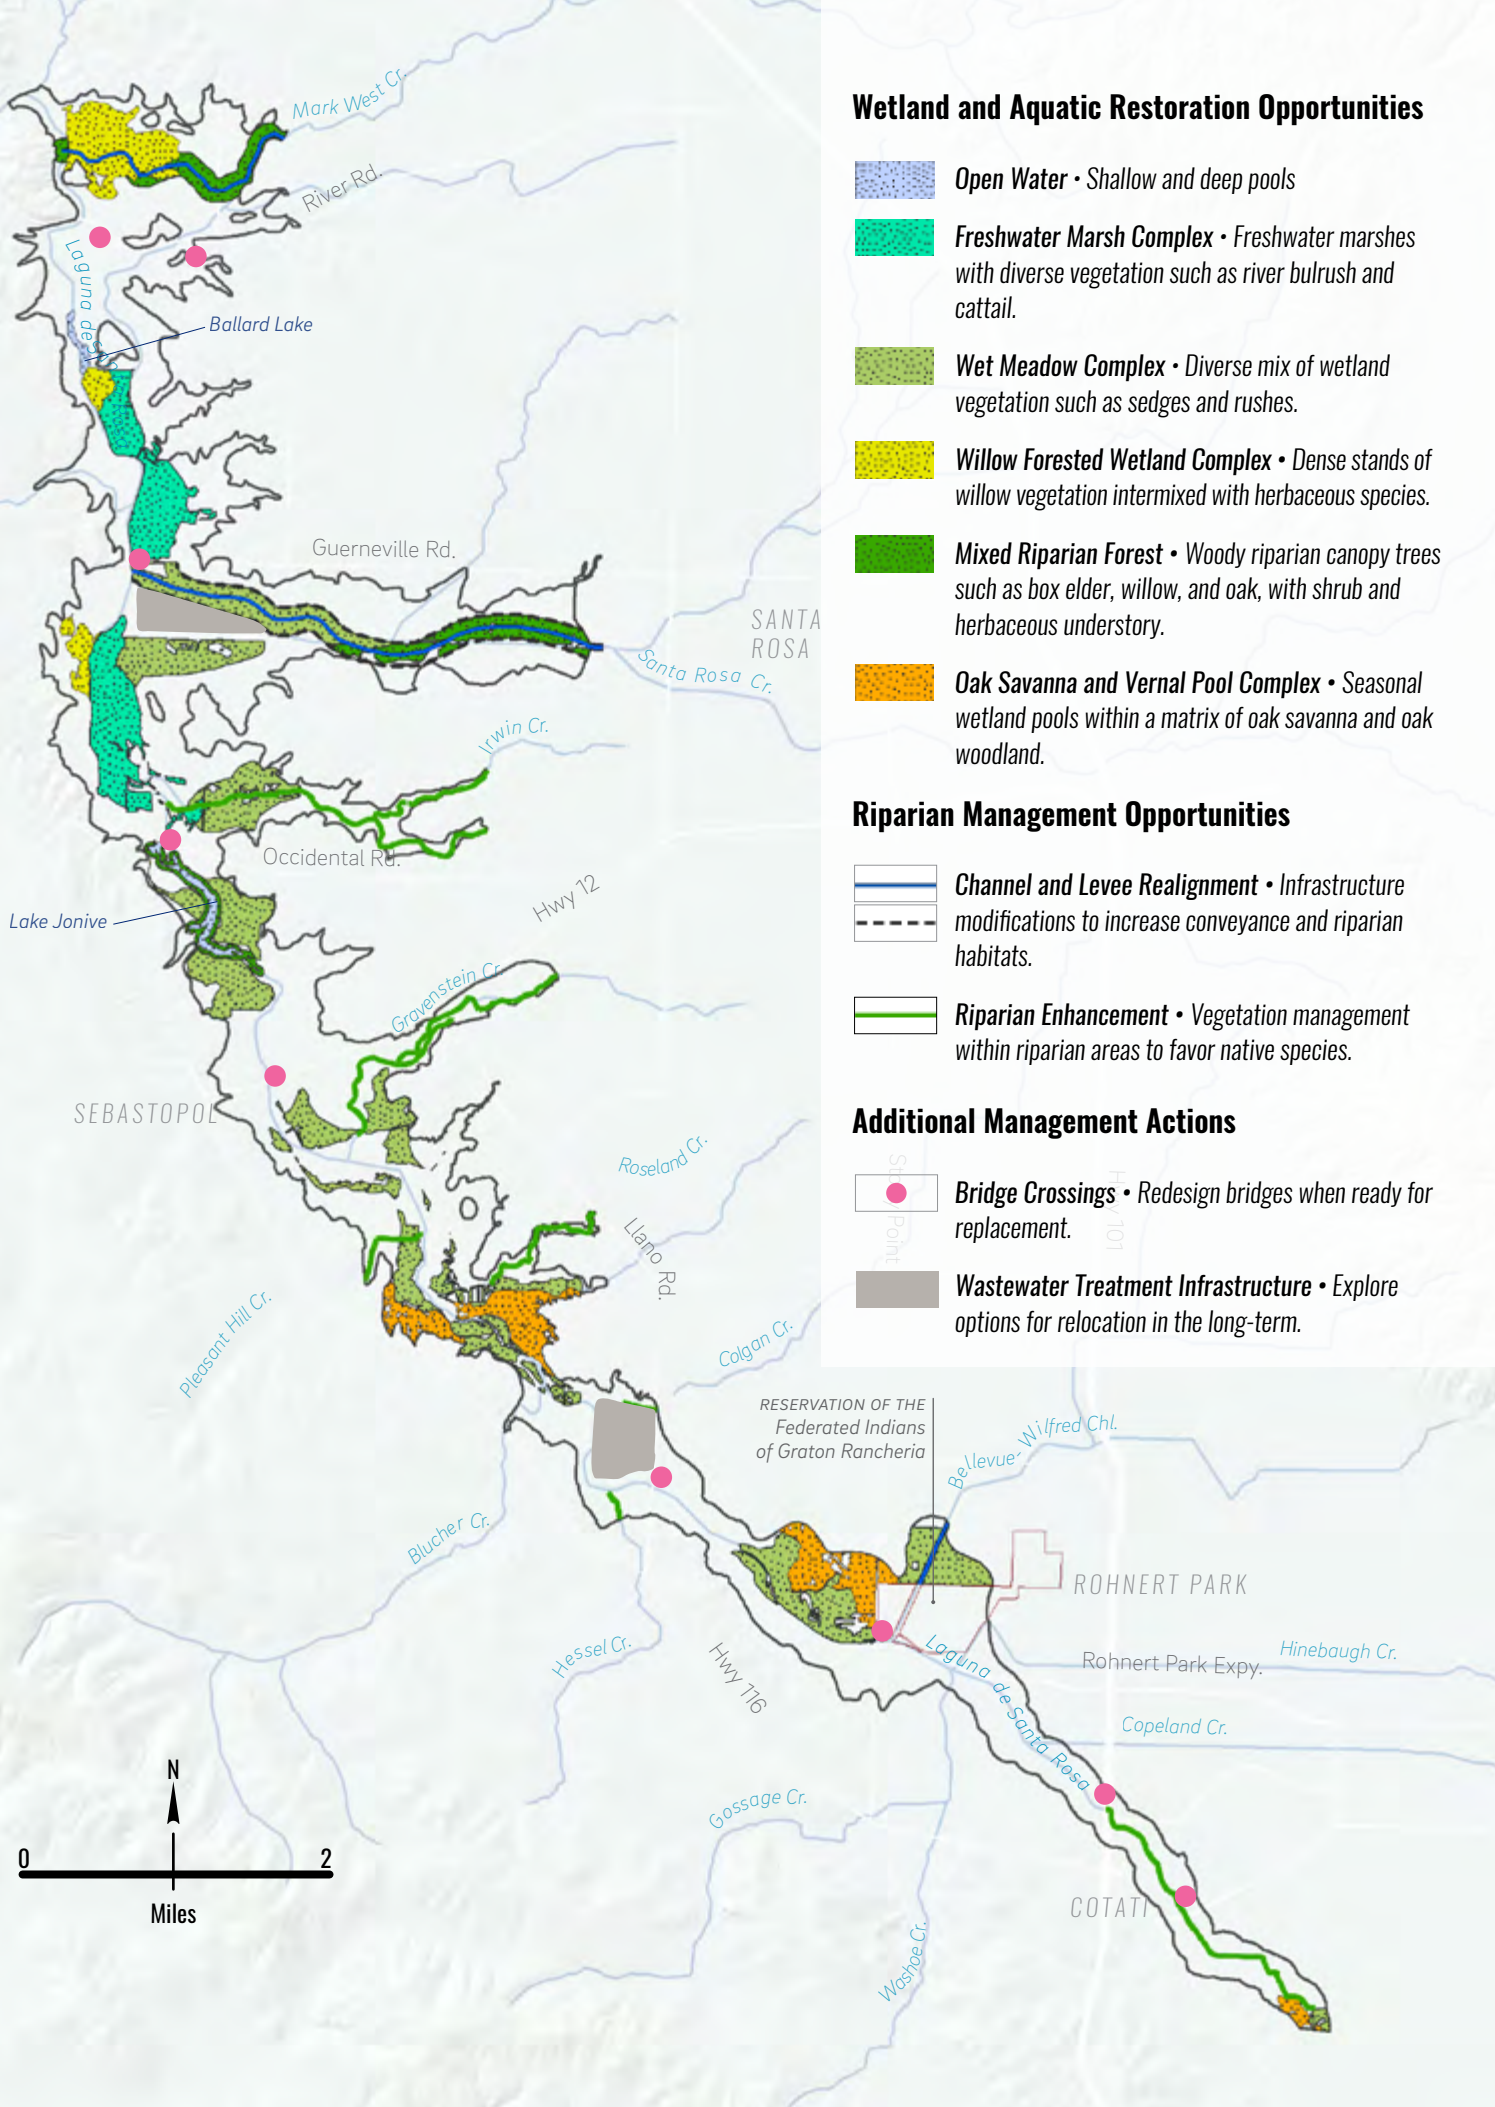 Wetland and Aquatic Restoration Opportunities
Open Water • Shallow and deep pools
Freshwater Marsh Complex • Freshwater marshes
with diverse vegetation such as river bulrush and
cattail.
Wet Meadow Complex • Diverse mix of wetland
vegetation such as sedges and rushes.
Willow Forested Wetland Complex • Dense stands of
willow vegetation intermixed with herbaceous species.
Mixed Riparian Forest • Woody riparian canopy trees
such as box elder, willow, and oak, with shrub and
herbaceous understory.
Oak Savanna and Vernal Pool Complex • Seasonal
wetland pools within a matrix of oak savanna and oak
woodland.
Riparian Management Opportunities
Channel and Levee Realignment • Infrastructure
modifications to increase conveyance and riparian
habitats.
Riparian Enhancement • Vegetation management
within riparian areas to favor native species.
Additional Management Actions
Bridge Crossings • Redesign bridges when ready for
replacement.
Wastewater Treatment Infrastructure • Explore
options for relocation in the long-term.
Mark West Cr.
River Rd.
Laguna de
Ballard Lake
Guerneville Rd.
SANTA
ROSA
Santa Rosa Cr.
Irwin Cr.
Occidental Rd.
Hwy 12
Lake Jonive
Gravenstein Cr.
SEBASTOPOL
Roseland Cr.
Llano Rd.
Point
Hwy 101
Pleasant Hill Cr.
Colgan Cr.
RESERVATION OF THE
Federated Indians
of Graton Rancheria
Bellevue-Wilfred Chl.
Blucher Cr.
ROHNERT PARK
Hessel Cr.
Hwy 116
Laguna de Santa Rosa
Rohnert Park Expy.
Hinebaugh Cr.
Copeland Cr.
Gossage Cr.
COTATI
Washoe Cr.
N
0 2
Miles